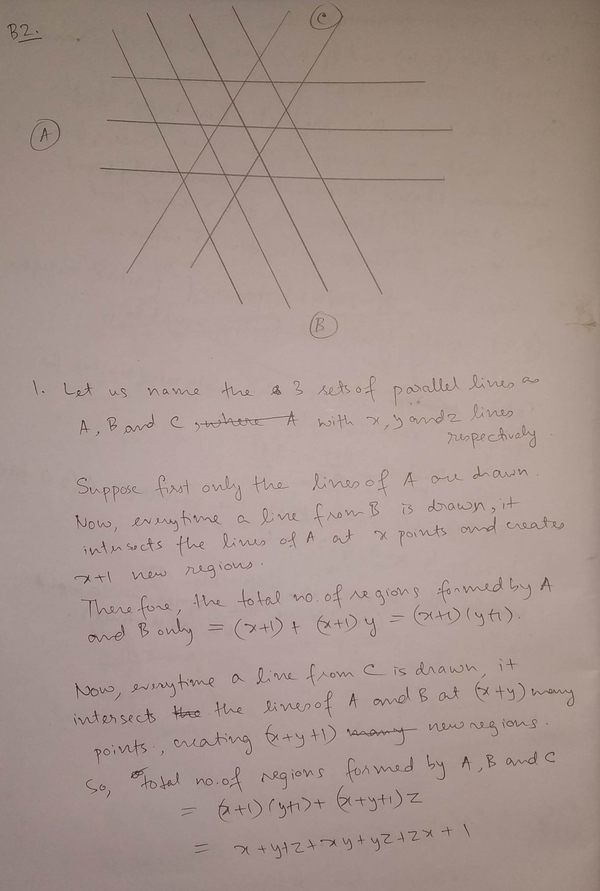 B2.
C
A
B
1. Let us name the 3 sets of parallel lines as
A, B and C, where A with x, y and z lines
respectively.
Suppose first only the lines of A are drawn.
Now, everytime a line from B is drawn, it
intersects the lines of A at x points and creates
x+1 new regions.
Therefore, the total no. of regions formed by A
and B only = (x+1) + (x+1)y = (x+1)(y+1).
Now, everytime a line from C is drawn, it
intersects the the lines of A and B at (x+y) many
points, creating (x+y+1) many new regions.
So, total no. of regions formed by A, B and C
= (x+1)(y+1) + (x+y+1)z
= x+y+z+xy+yz+zx+1